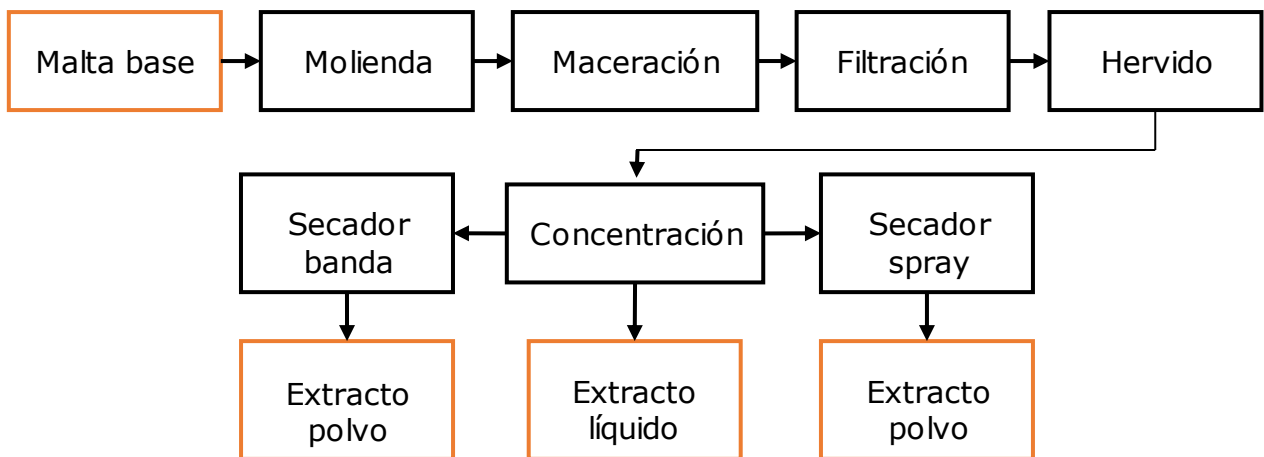 Malta base
Molienda
Maceración
Filtración
Hervido
Secador
banda
Concentración
Secador
spray
Extracto
polvo
Extracto
líquido
Extracto
polvo